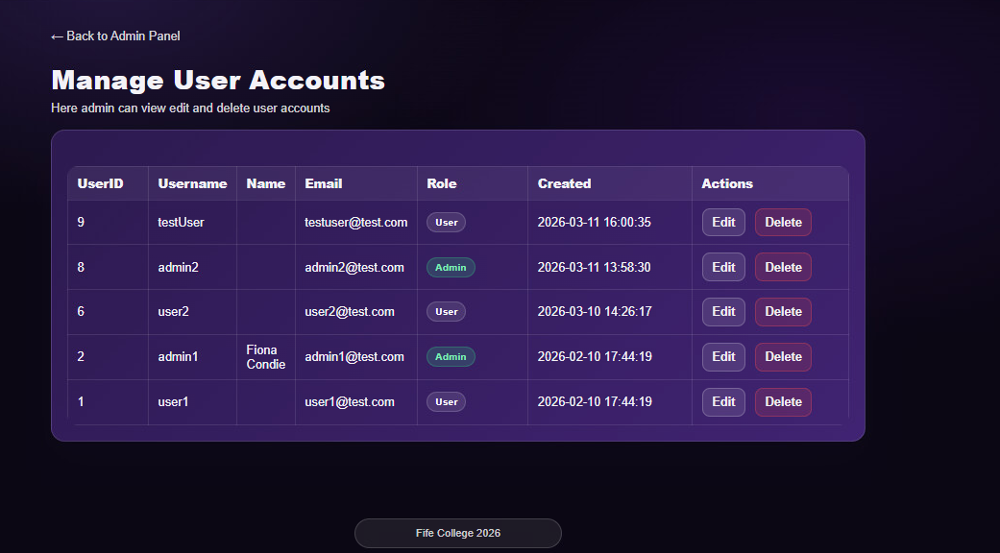 ← Back to Admin Panel
Manage User Accounts
Here admin can view edit and delete user accounts
UserID Username Name Email Role Created Actions
9 testUser testuser@test.com User 2026-03-11 16:00:35 Edit Delete
8 admin2 admin2@test.com Admin 2026-03-11 13:58:30 Edit Delete
6 user2 user2@test.com User 2026-03-10 14:26:17 Edit Delete
2 admin1 Fiona Condie admin1@test.com Admin 2026-02-10 17:44:19 Edit Delete
1 user1 user1@test.com User 2026-02-10 17:44:19 Edit Delete
Fife College 2026